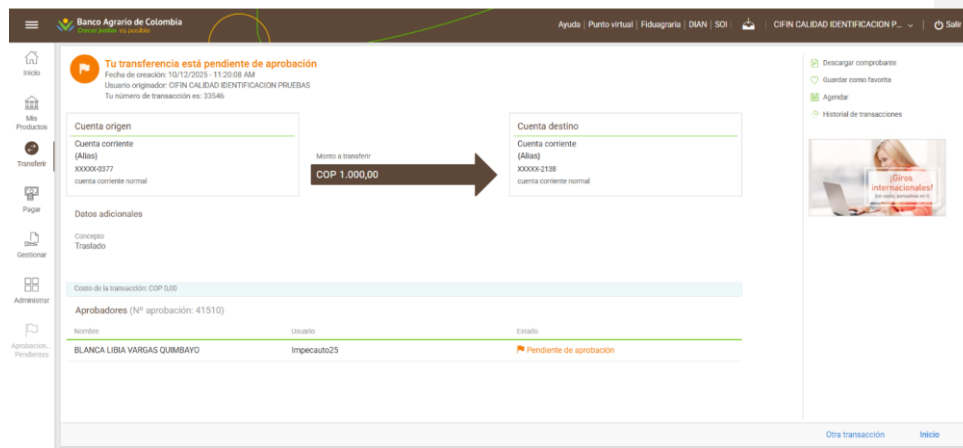 Banco Agrario de Colombia
Crecer juntos es posible
Ayuda | Punto virtual | Fiduagraria | DIAN | SOI |
CIFIN CALIDAD IDENTIFICACION P...
Salir
Inicio
Mis
Productos
Transferir
Pagar
Gestionar
Administrar
Aprobacion...
Pendientes
Tu transferencia está pendiente de aprobación
Fecha de creación: 10/12/2025 - 11:20:08 AM
Usuario originador: CIFIN CALIDAD IDENTIFICACION PRUEBAS
Tu número de transacción es: 33546
Cuenta origen
Cuenta corriente
(Alias)
XXXXX-0377
cuenta corriente normal
Monto a transferir
COP 1.000,00
Cuenta destino
Cuenta corriente
(Alias)
XXXXX-2138
cuenta corriente normal
Datos adicionales
Concepto
Traslado
Costo de la transacción: COP 0,00
Aprobadores (Nº aprobación: 41510)
Nombre Usuario Estado
BLANCA LIBIA VARGAS QUIMBAYO Impecauto25 Pendiente de aprobación
Descargar comprobante
Guardar como favorita
Agendar
Historial de transacciones
¡Giros
internacionales!
Otra transacción Inicio